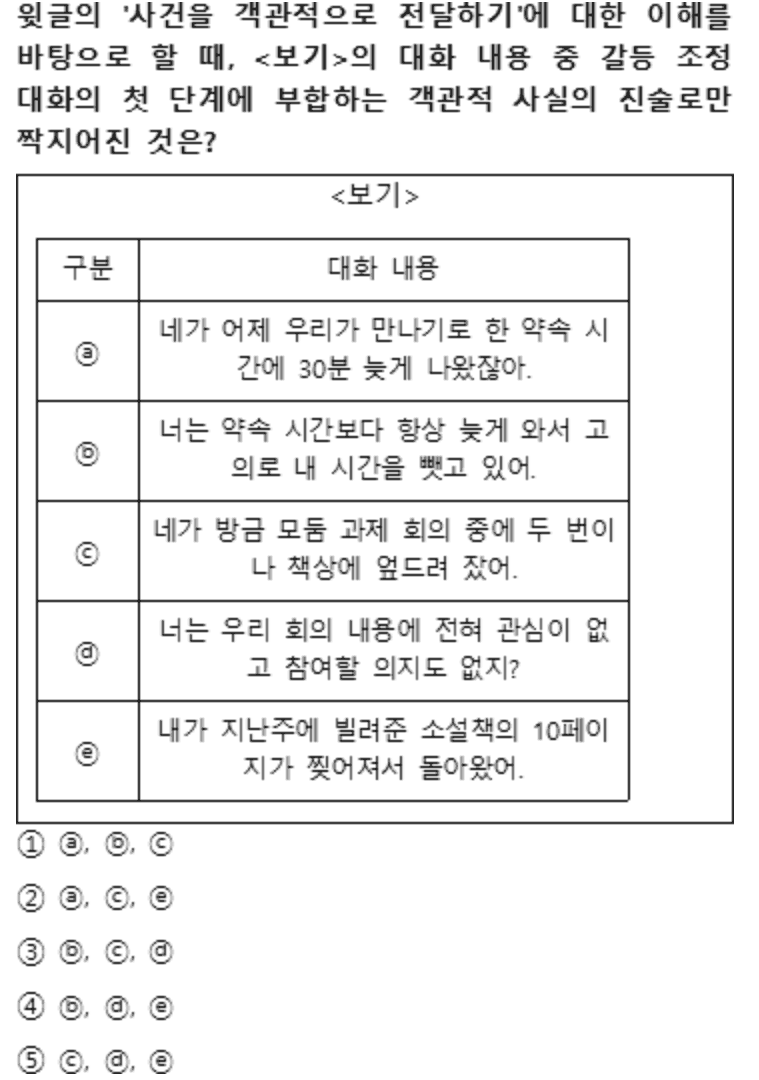 윗글의 '사건을 객관적으로 전달하기'에 대한 이해를
바탕으로 할 때, <보기>의 대화 내용 중 갈등 조정
대화의 첫 단계에 부합하는 객관적 사실의 진술로만
짝지어진 것은?
<보기>
구분 대화 내용
ⓐ 네가 어제 우리가 만나기로 한 약속 시
간에 30분 늦게 나왔잖아.
ⓑ 너는 약속 시간보다 항상 늦게 와서 고
의로 내 시간을 뺏고 있어.
ⓒ 네가 방금 모둠 과제 회의 중에 두 번이
나 책상에 엎드려 잤어.
ⓓ 너는 우리 회의 내용에 전혀 관심이 없
고 참여할 의지도 없지?
ⓔ 내가 지난주에 빌려준 소설책의 10페이
지가 찢어져서 돌아왔어.
① ⓐ, ⓑ, ⓒ
② ⓐ, ⓒ, ⓔ
③ ⓑ, ⓒ, ⓓ
④ ⓑ, ⓓ, ⓔ
⑤ ⓒ, ⓓ, ⓔ